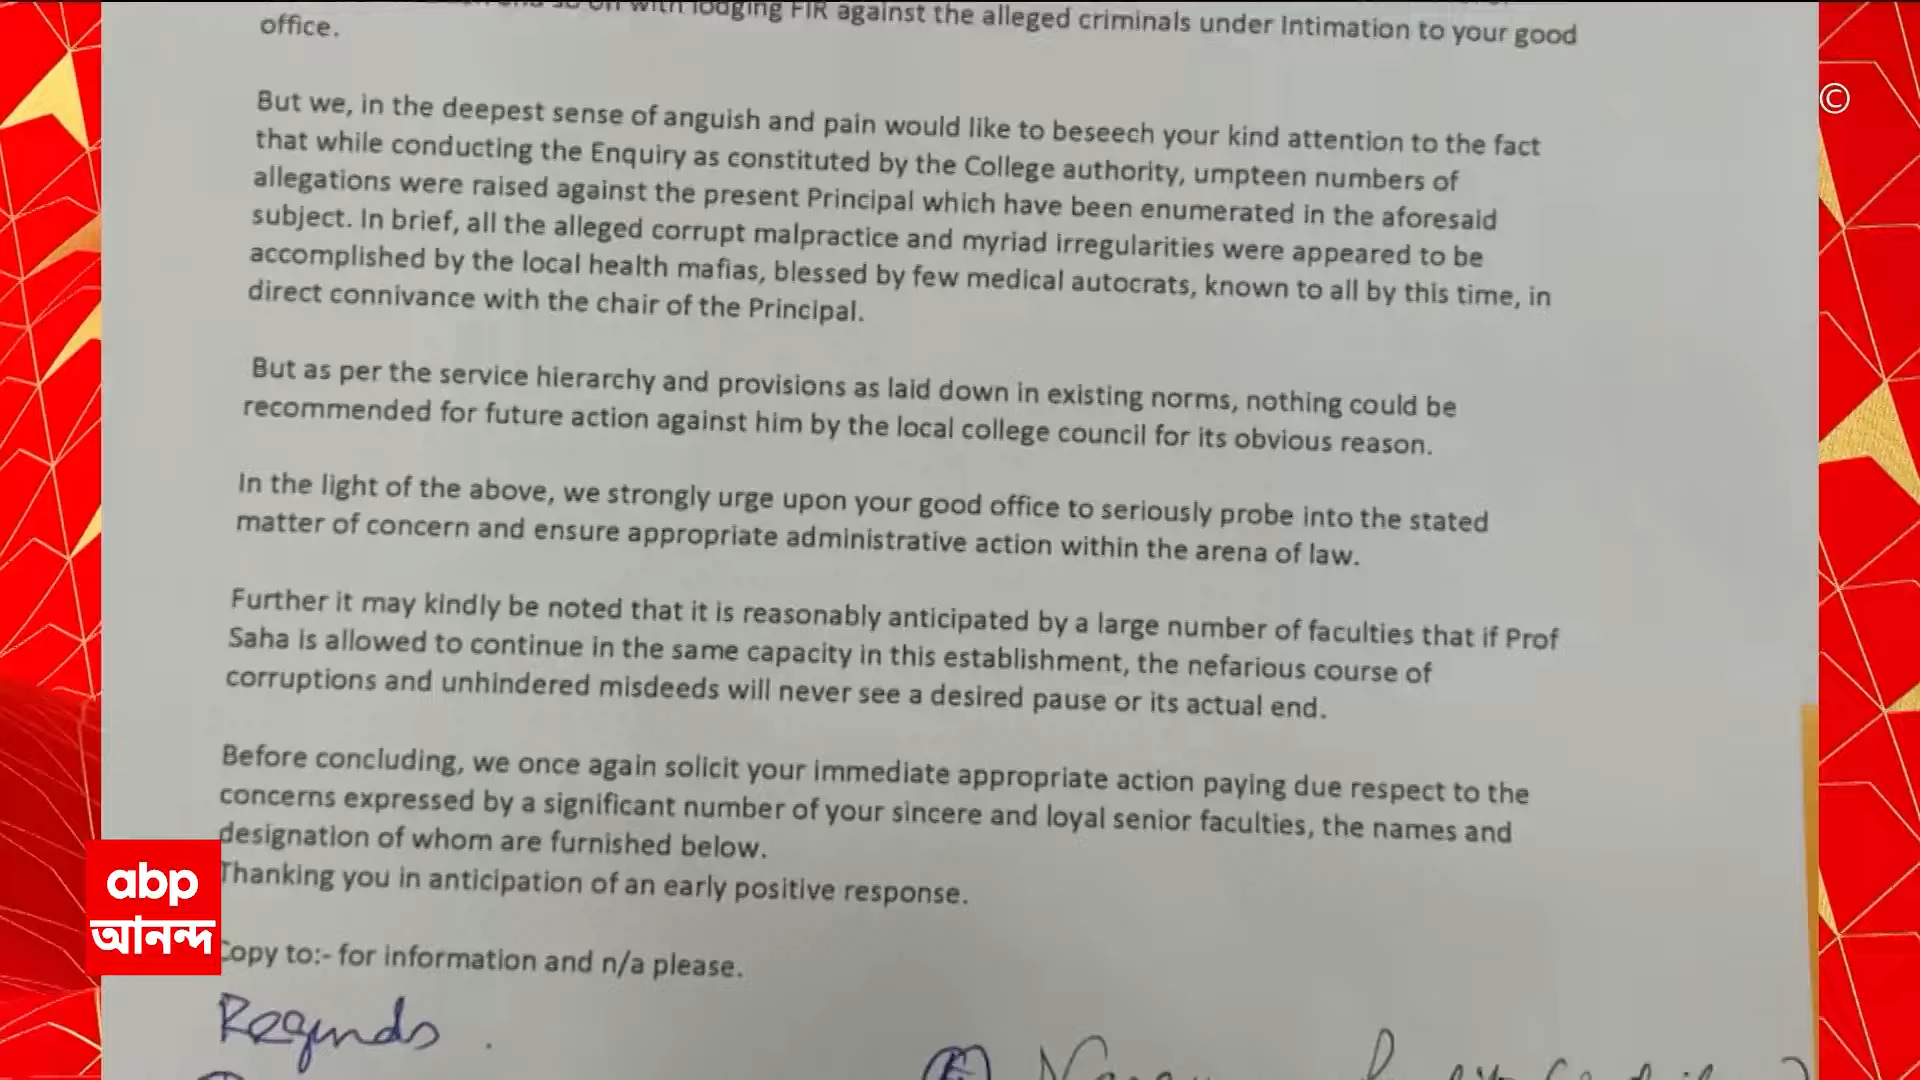 with lodging FIR against the alleged criminals under Intimation to your good
office.
©
But we, in the deepest sense of anguish and pain would like to beseech your kind attention to the fact
that while conducting the Enquiry as constituted by the College authority, umpteen numbers of
allegations were raised against the present Principal which have been enumerated in the aforesaid
subject. In brief, all the alleged corrupt malpractice and myriad irregularities were appeared to be
accomplished by the local health mafias, blessed by few medical autocrats, known to all by this time, in
direct connivance with the chair of the Principal.
But as per the service hierarchy and provisions as laid down in existing norms, nothing could be
recommended for future action against him by the local college council for its obvious reason.
In the light of the above, we strongly urge upon your good office to seriously probe into the stated
matter of concern and ensure appropriate administrative action within the arena of law.
Further it may kindly be noted that it is reasonably anticipated by a large number of faculties that if Prof
Saha is allowed to continue in the same capacity in this establishment, the nefarious course of
corruptions and unhindered misdeeds will never see a desired pause or its actual end.
Before concluding, we once again solicit your immediate appropriate action paying due respect to the
concerns expressed by a significant number of your sincere and loyal senior faculties, the names and
designation of whom are furnished below.
Thanking you in anticipation of an early positive response.
abp
আনন্দ
Copy to:- for information and n/a please.
Regards